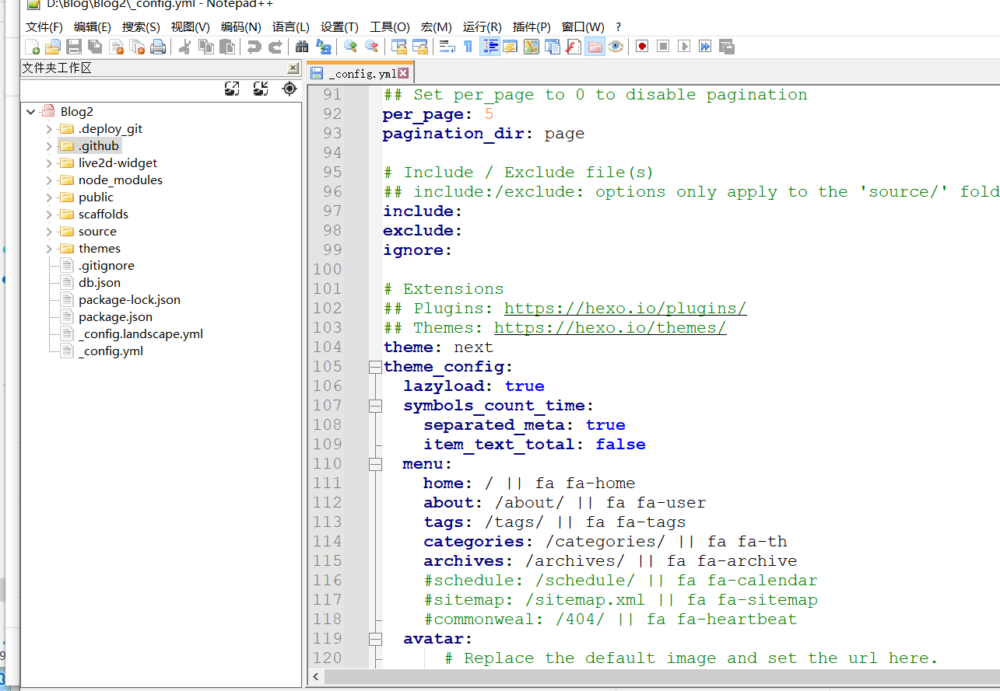 D:\Blog\Blog2\_config.yml - Notepad++
文件(F) 编辑(E) 搜索(S) 视图(V) 编码(N) 语言(L) 设置(T) 工具(O) 宏(M) 运行(R) 插件(P) 窗口(W) ?
文件夹工作区
Blog2
.deploy_git
.github
live2d-widget
node_modules
public
scaffolds
source
themes
.gitignore
db.json
package-lock.json
package.json
_config.landscape.yml
_config.yml
_config.yml
91 ## Set per_page to 0 to disable pagination
92 per_page: 5
93 pagination_dir: page
94
95 # Include / Exclude file(s)
96 ## include:/exclude: options only apply to the 'source/' fold
97 include:
98 exclude:
99 ignore:
100
101 # Extensions
102 ## Plugins: https://hexo.io/plugins/
103 ## Themes: https://hexo.io/themes/
104 theme: next
105 theme_config:
106 lazyload: true
107 symbols_count_time:
108 separated_meta: true
109 item_text_total: false
110 menu:
111 home: / || fa fa-home
112 about: /about/ || fa fa-user
113 tags: /tags/ || fa fa-tags
114 categories: /categories/ || fa fa-th
115 archives: /archives/ || fa fa-archive
116 #schedule: /schedule/ || fa fa-calendar
117 #sitemap: /sitemap.xml || fa fa-sitemap
118 #commonweal: /404/ || fa fa-heartbeat
119 avatar:
120 # Replace the default image and set the url here.